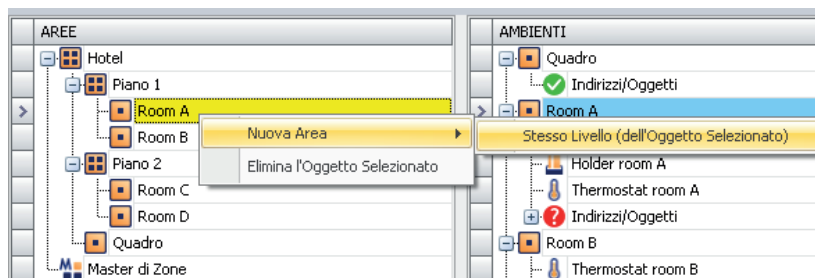 AREE
Hotel
Piano 1
Room A
Room B
Piano 2
Room C
Room D
Quadro
Master di Zone
Nuova Area
Elimina l'Oggetto Selezionato
Stesso Livello (dell'Oggetto Selezionato)
AMBIENTI
Quadro
Indirizzi/Oggetti
Room A
Holder room A
Thermostat room A
Indirizzi/Oggetti
Room B
Thermostat room B